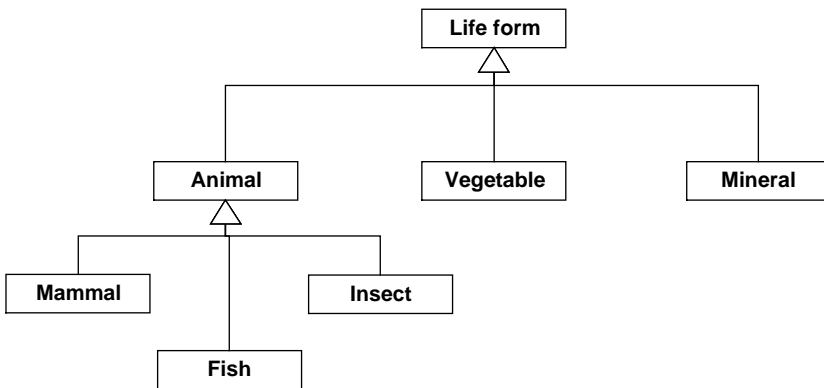 Life form
Animal
Vegetable
Mineral
Mammal
Insect
Fish